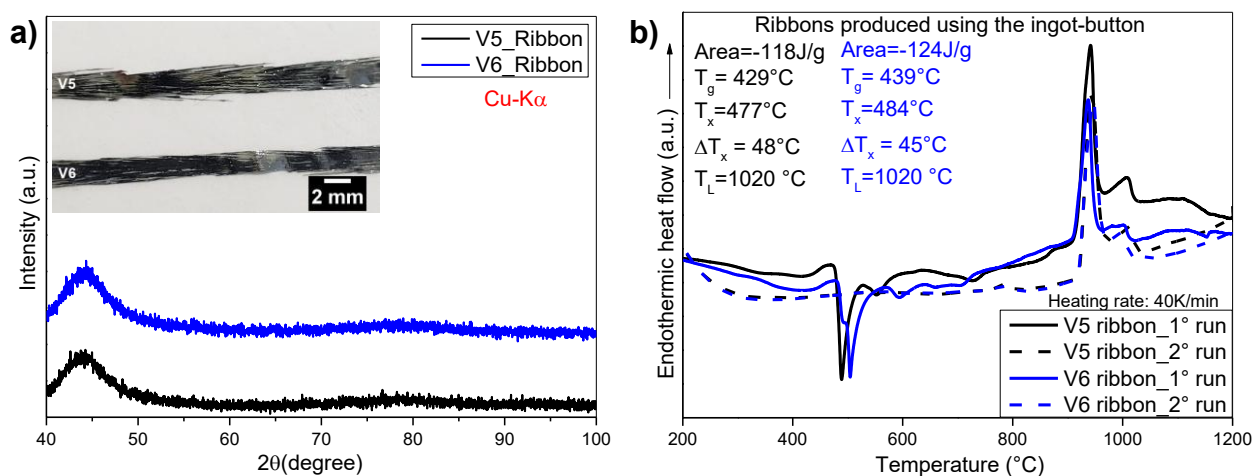 a)
V5
V6
2 mm
V5_Ribbon
V6_Ribbon
Cu-Kα
Intensity (a.u.)
40 50 60 70 80 90 100
2θ(degree)
b)
Ribbons produced using the ingot-button
Area=-118J/g Area=-124J/g
Tg = 429°C Tg = 439°C
Tx=477°C Tx=484°C
ΔTx = 48°C ΔTx = 45°C
TL=1020 °C TL=1020 °C
Endothermic heat flow (a.u.)
Heating rate: 40K/min
V5 ribbon_1° run
V5 ribbon_2° run
V6 ribbon_1° run
V6 ribbon_2° run
200 400 600 800 1000 1200
Temperature (°C)